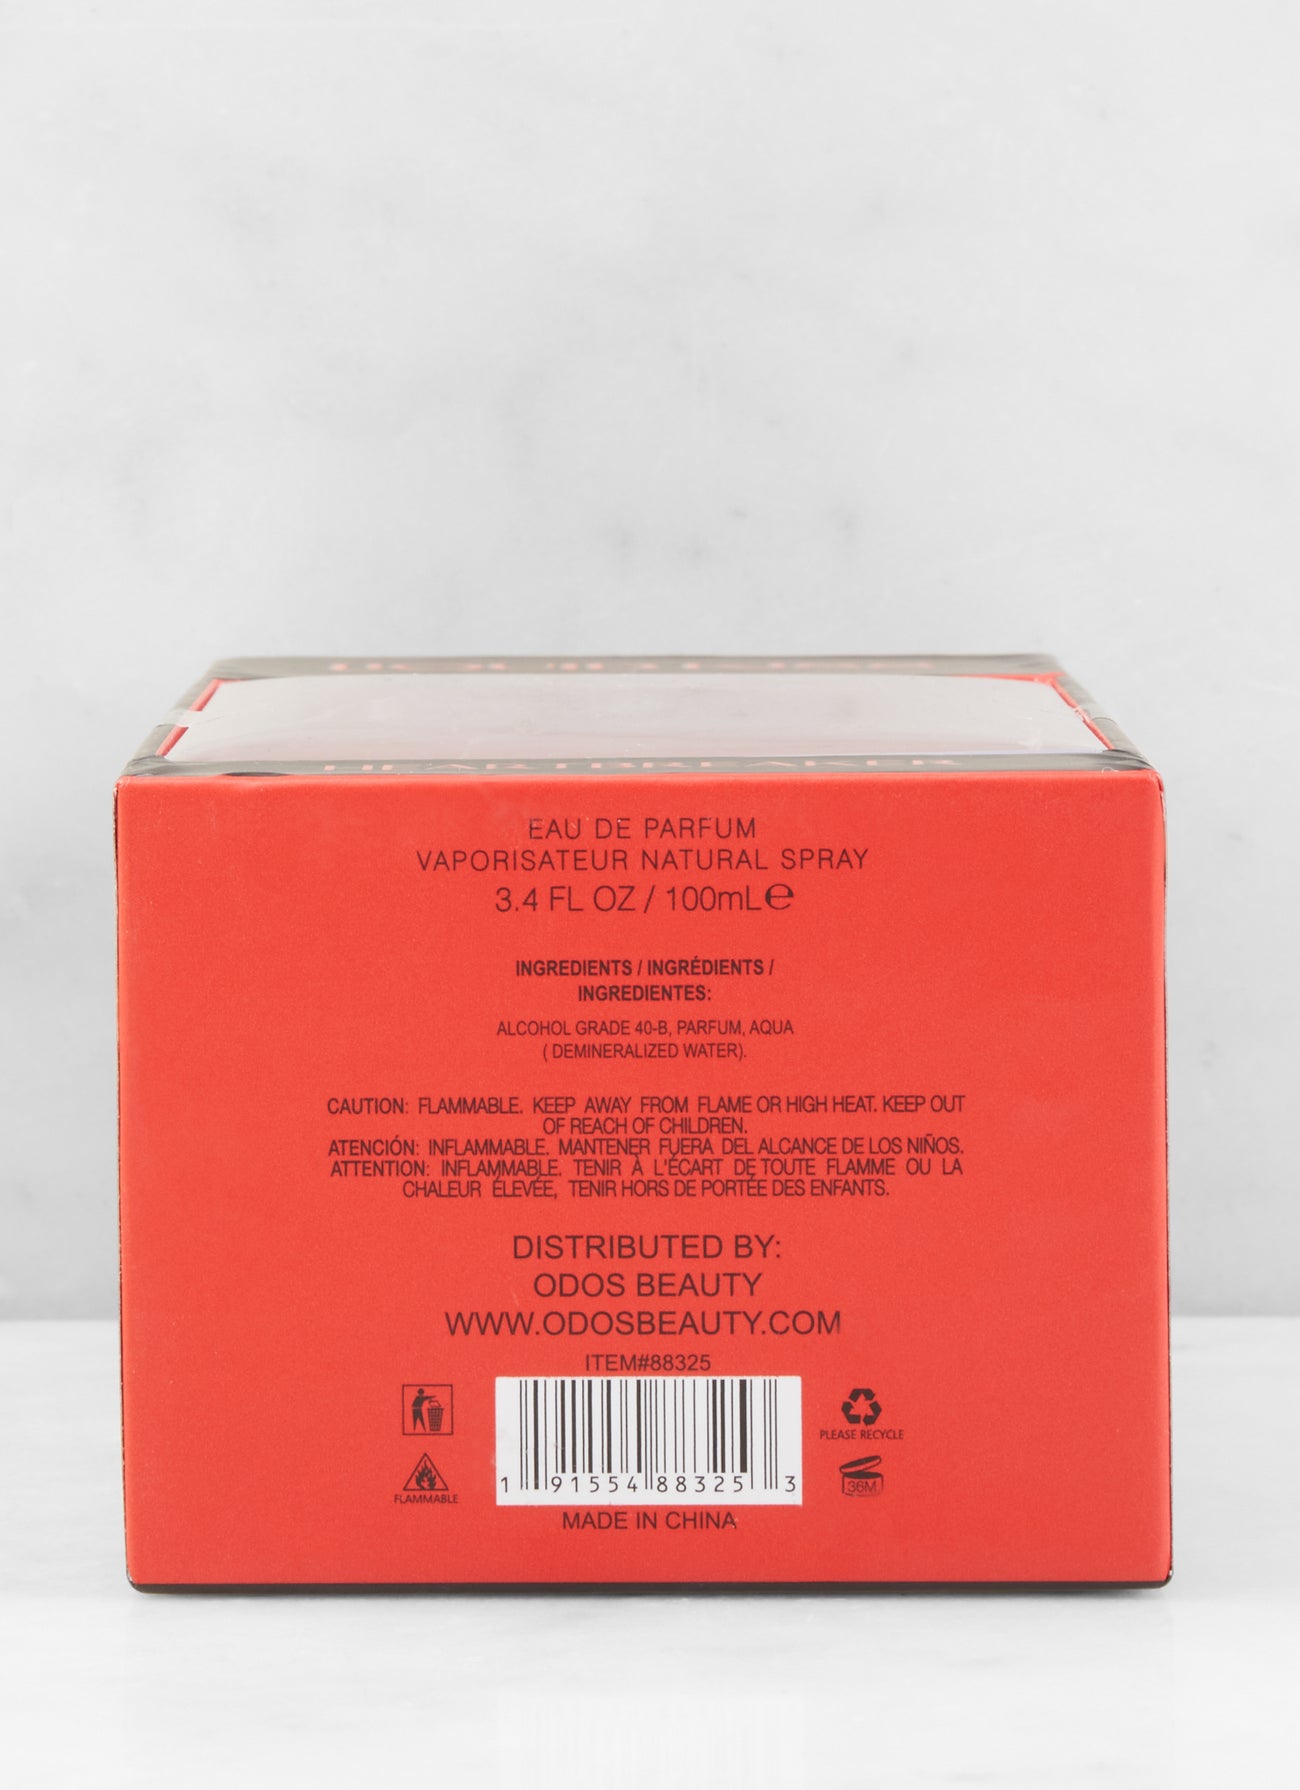 HEARTBREAKER
EAU DE PARFUM
VAPORISATEUR NATURAL SPRAY
3.4 FL OZ / 100mL℮
INGREDIENTS / INGRÉDIENTS /
INGREDIENTES:
ALCOHOL GRADE 40-B, PARFUM, AQUA
( DEMINERALIZED WATER).
CAUTION: FLAMMABLE. KEEP AWAY FROM FLAME OR HIGH HEAT. KEEP OUT
OF REACH OF CHILDREN.
ATENCIÓN: INFLAMMABLE. MANTENER FUERA DEL ALCANCE DE LOS NIÑOS.
ATTENTION: INFLAMMABLE. TENIR À L'ÉCART DE TOUTE FLAMME OU LA
CHALEUR ÉLEVÉE, TENIR HORS DE PORTÉE DES ENFANTS.
DISTRIBUTED BY:
ODOS BEAUTY
WWW.ODOSBEAUTY.COM
ITEM#88325
PLEASE RECYCLE
1 91554 88325 3
36M
FLAMMABLE
MADE IN CHINA